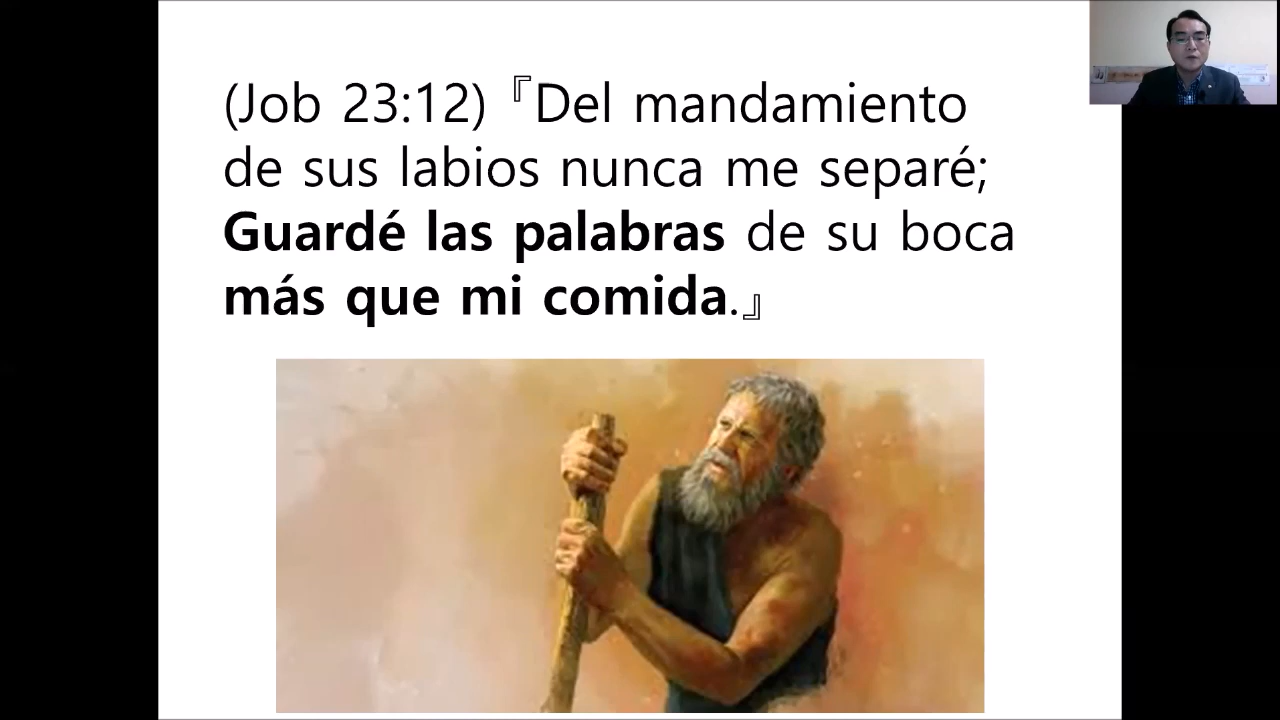 (Job 23:12)『Del mandamiento
de sus labios nunca me separé;
Guardé las palabras de su boca
más que mi comida.』